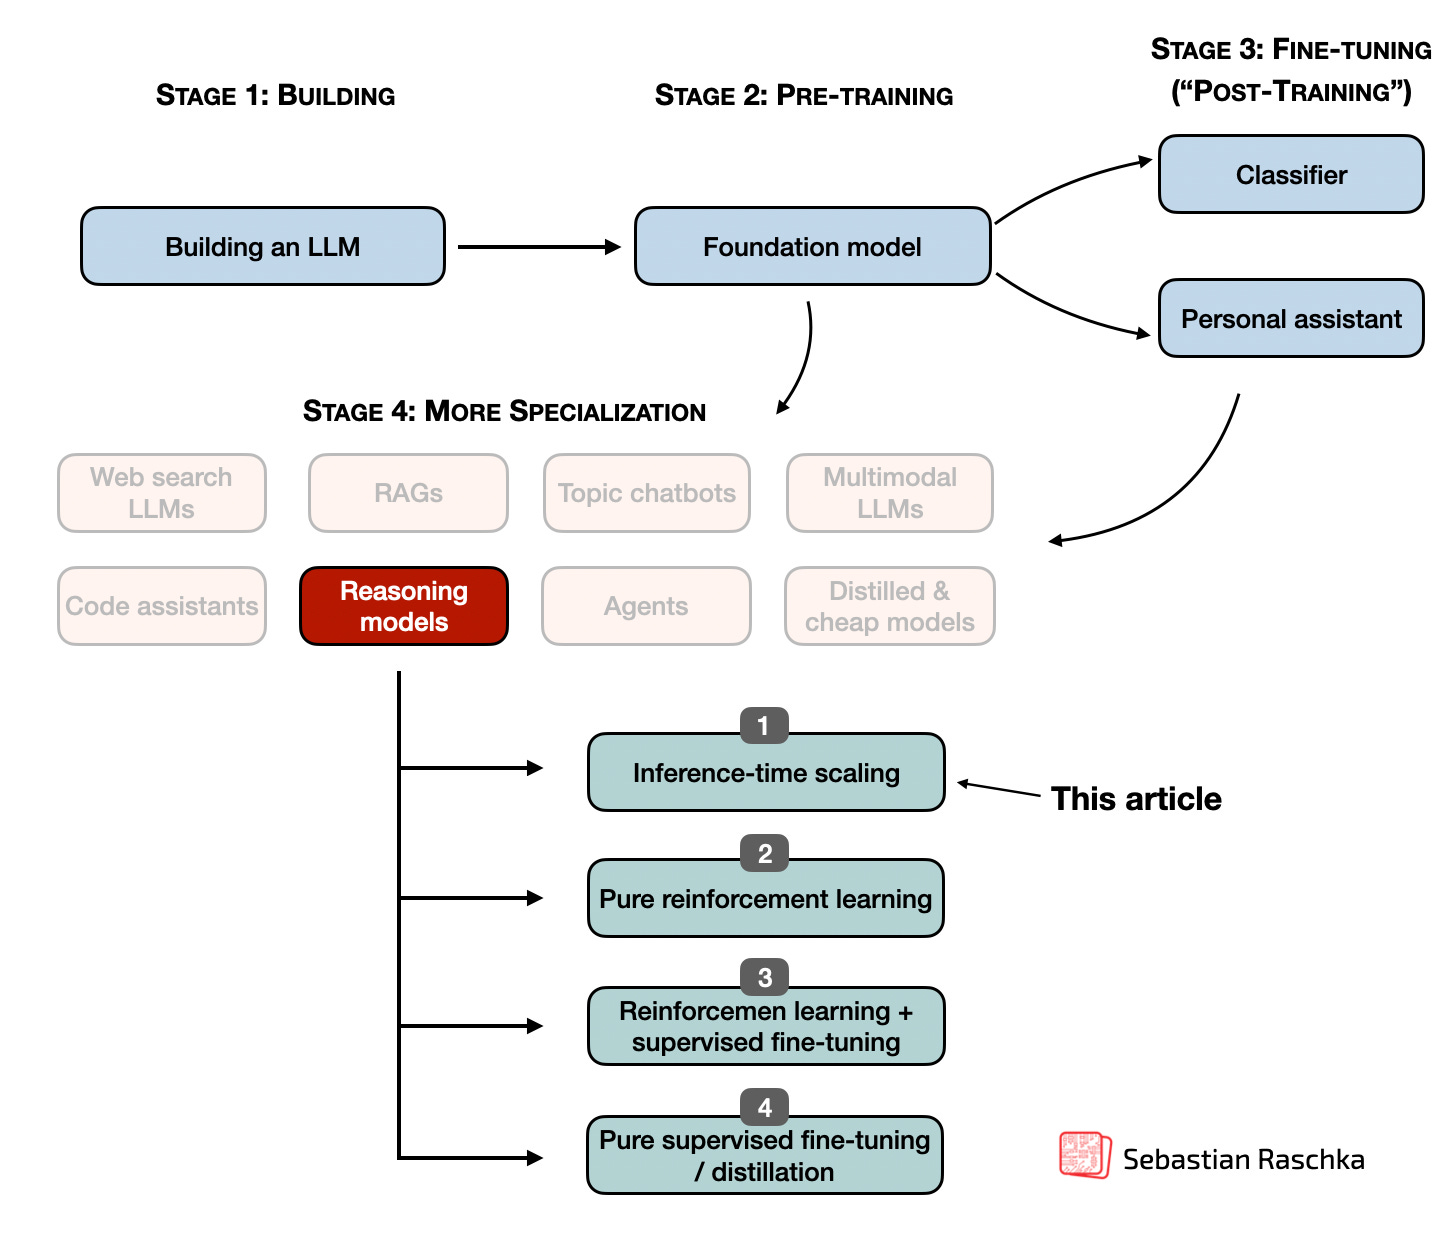 STAGE 1: BUILDING
STAGE 2: PRE-TRAINING
STAGE 3: FINE-TUNING
(“POST-TRAINING”)
Classifier
Building an LLM
Foundation model
Personal assistant
STAGE 4: MORE SPECIALIZATION
Web search
LLMs
RAGs
Topic chatbots
Multimodal
LLMs
Code assistants
Reasoning
models
Agents
Distilled &
cheap models
1
Inference-time scaling
This article
2
Pure reinforcement learning
3
Reinforcemen learning +
supervised fine-tuning
4
Pure supervised fine-tuning
/ distillation
Sebastian Raschka